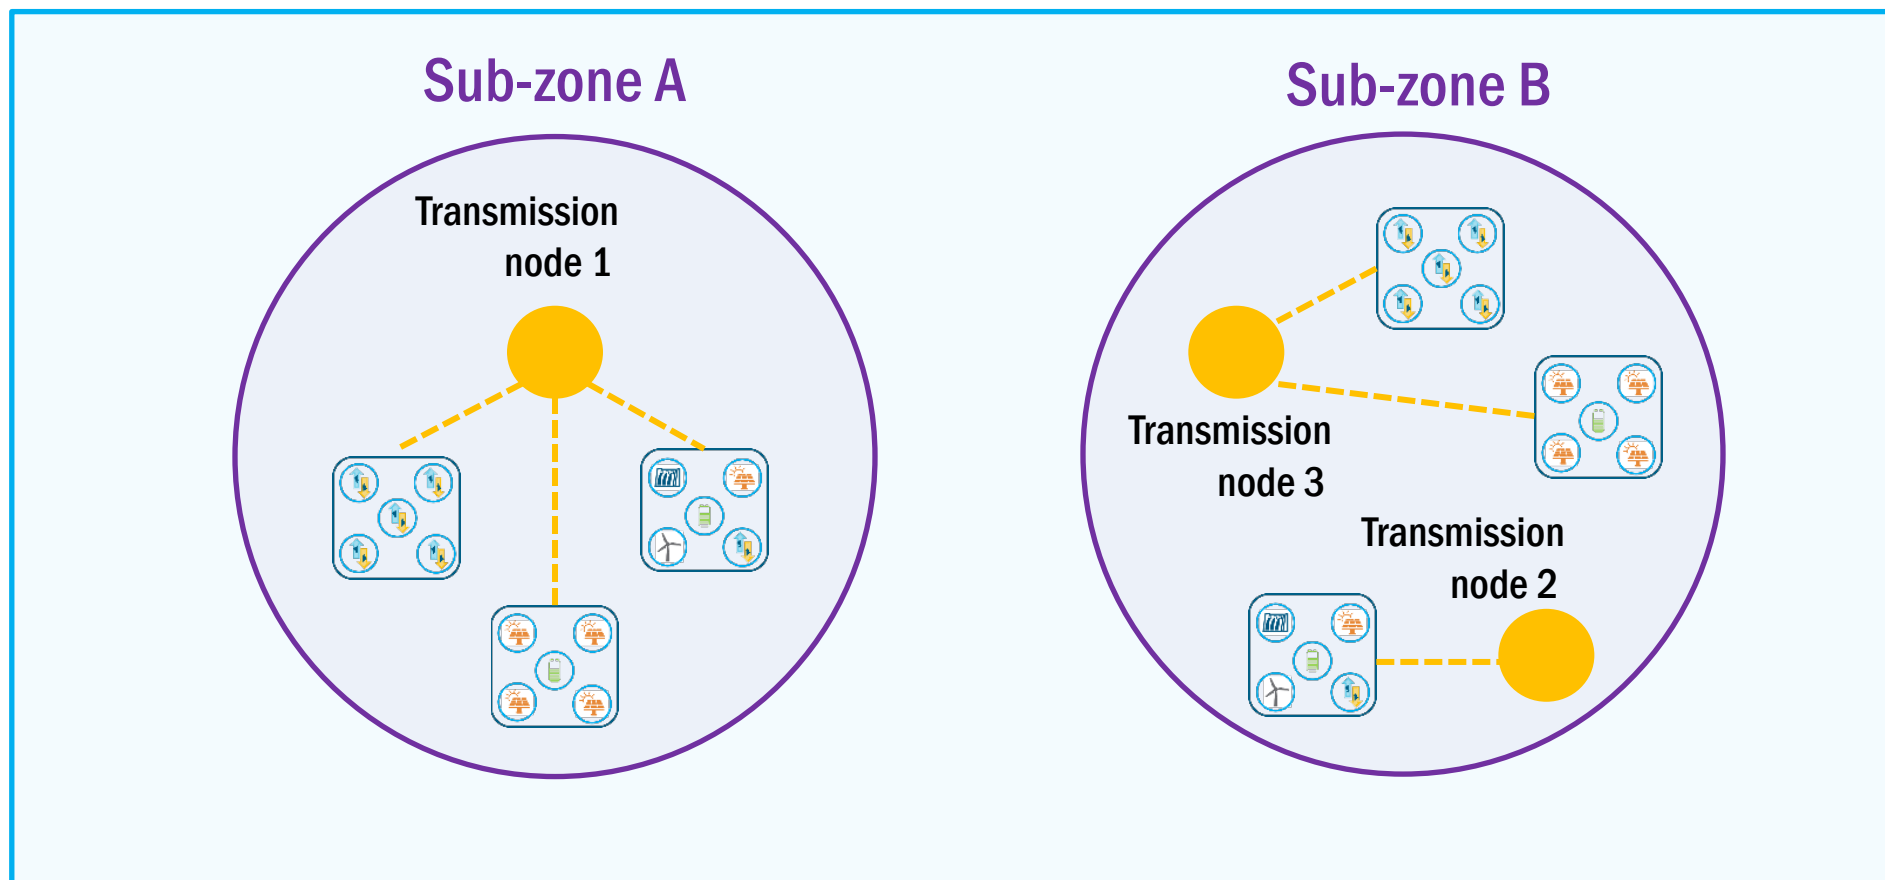 Sub-zone A
Transmission
node 1
Sub-zone B
Transmission
node 3
Transmission
node 2